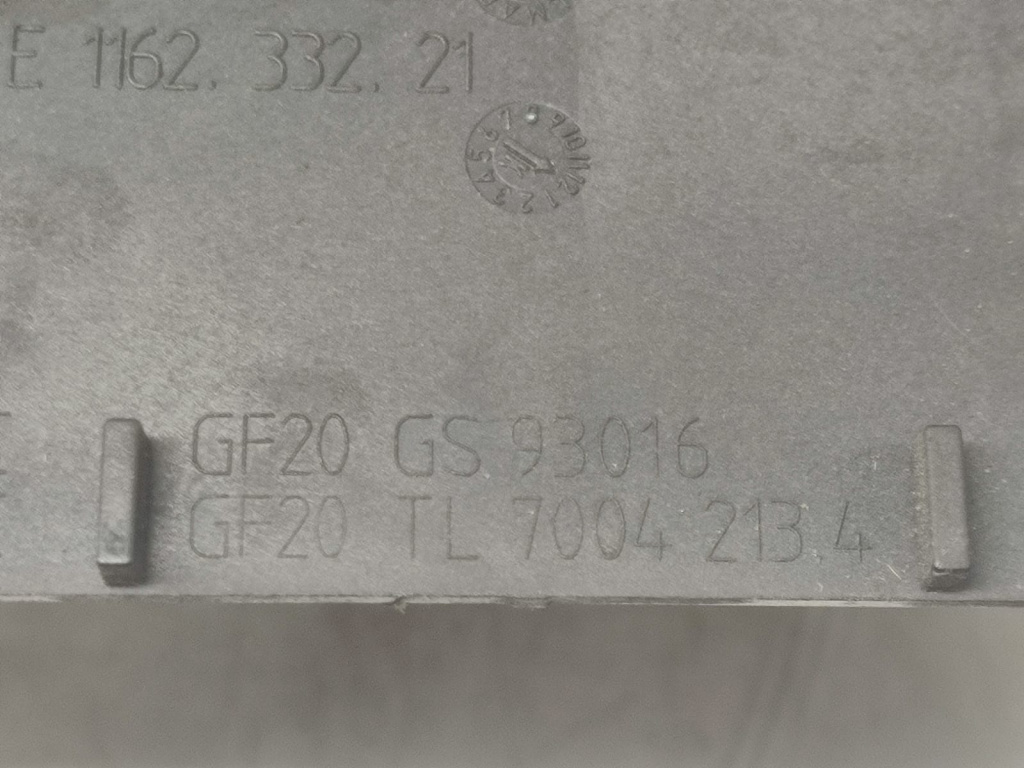 E 1162.332.21
GF20 GS 93016
GF20 TL 7004 213.4